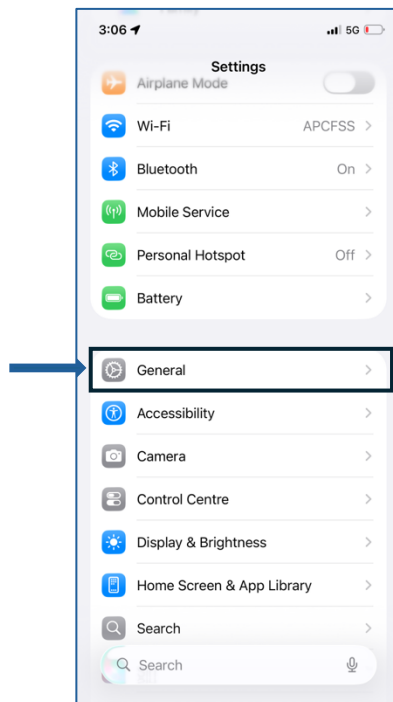 3:06 5G
Settings
Airplane Mode
Wi-Fi APCFSS
Bluetooth On
Mobile Service
Personal Hotspot Off
Battery
General
Accessibility
Camera
Control Centre
Display & Brightness
Home Screen & App Library
Search
Search